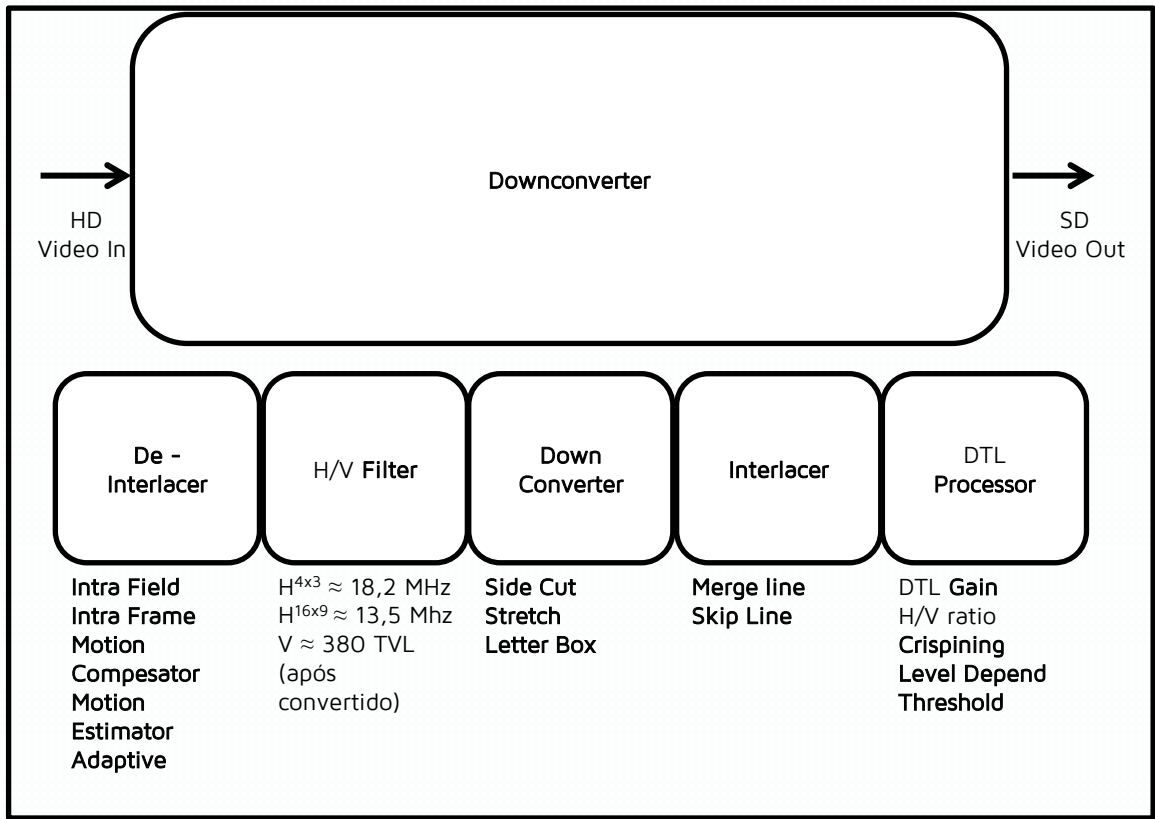 Downconverter
HD
Video In
SD
Video Out
De -
Interlacer
H/V Filter
Down
Converter
Interlacer
DTL
Processor
Intra Field
Intra Frame
Motion
Compesator
Motion
Estimator
Adaptive
H4x3 ≈ 18,2 MHz
H16x9 ≈ 13,5 Mhz
V ≈ 380 TVL
(após
convertido)
Side Cut
Stretch
Letter Box
Merge line
Skip Line
DTL Gain
H/V ratio
Crispining
Level Depend
Threshold